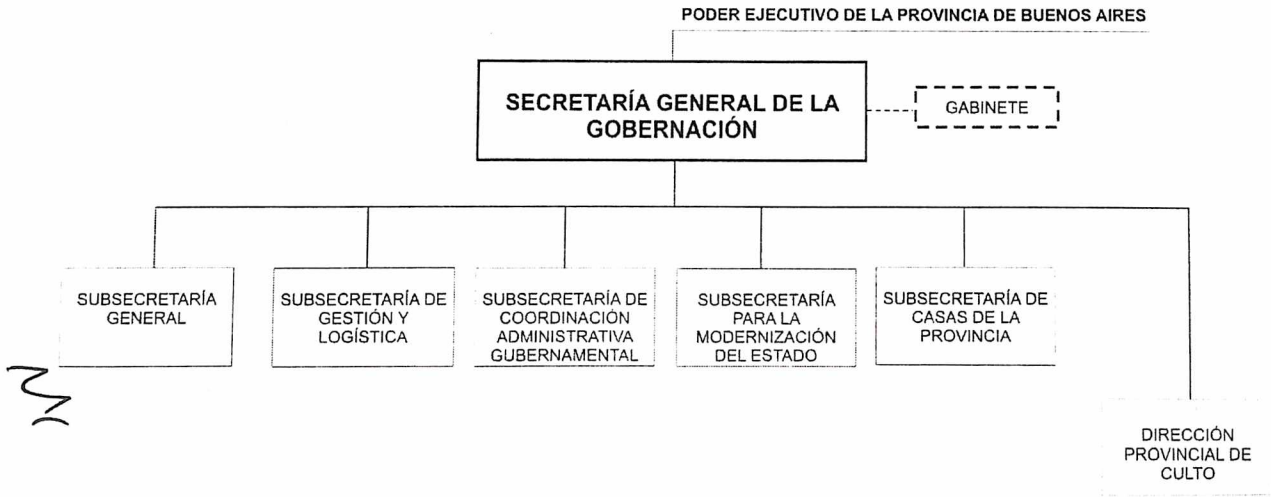 PODER EJECUTIVO DE LA PROVINCIA DE BUENOS AIRES
SECRETARÍA GENERAL DE LA
GOBERNACIÓN
GABINETE
SUBSECRETARÍA
GENERAL
SUBSECRETARÍA DE
GESTIÓN Y
LOGÍSTICA
SUBSECRETARÍA DE
COORDINACIÓN
ADMINISTRATIVA
GUBERNAMENTAL
SUBSECRETARÍA
PARA LA
MODERNIZACIÓN
DEL ESTADO
SUBSECRETARÍA DE
CASAS DE LA
PROVINCIA
DIRECCIÓN
PROVINCIAL DE
CULTO